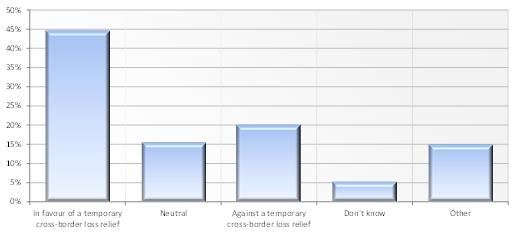 50%
45%
40%
35%
30%
25%
20%
15%
10%
5%
0%
In favour of a temporary
cross-border loss relief
Neutral
Against a temporary
cross-border loss relief
Don't know
Other